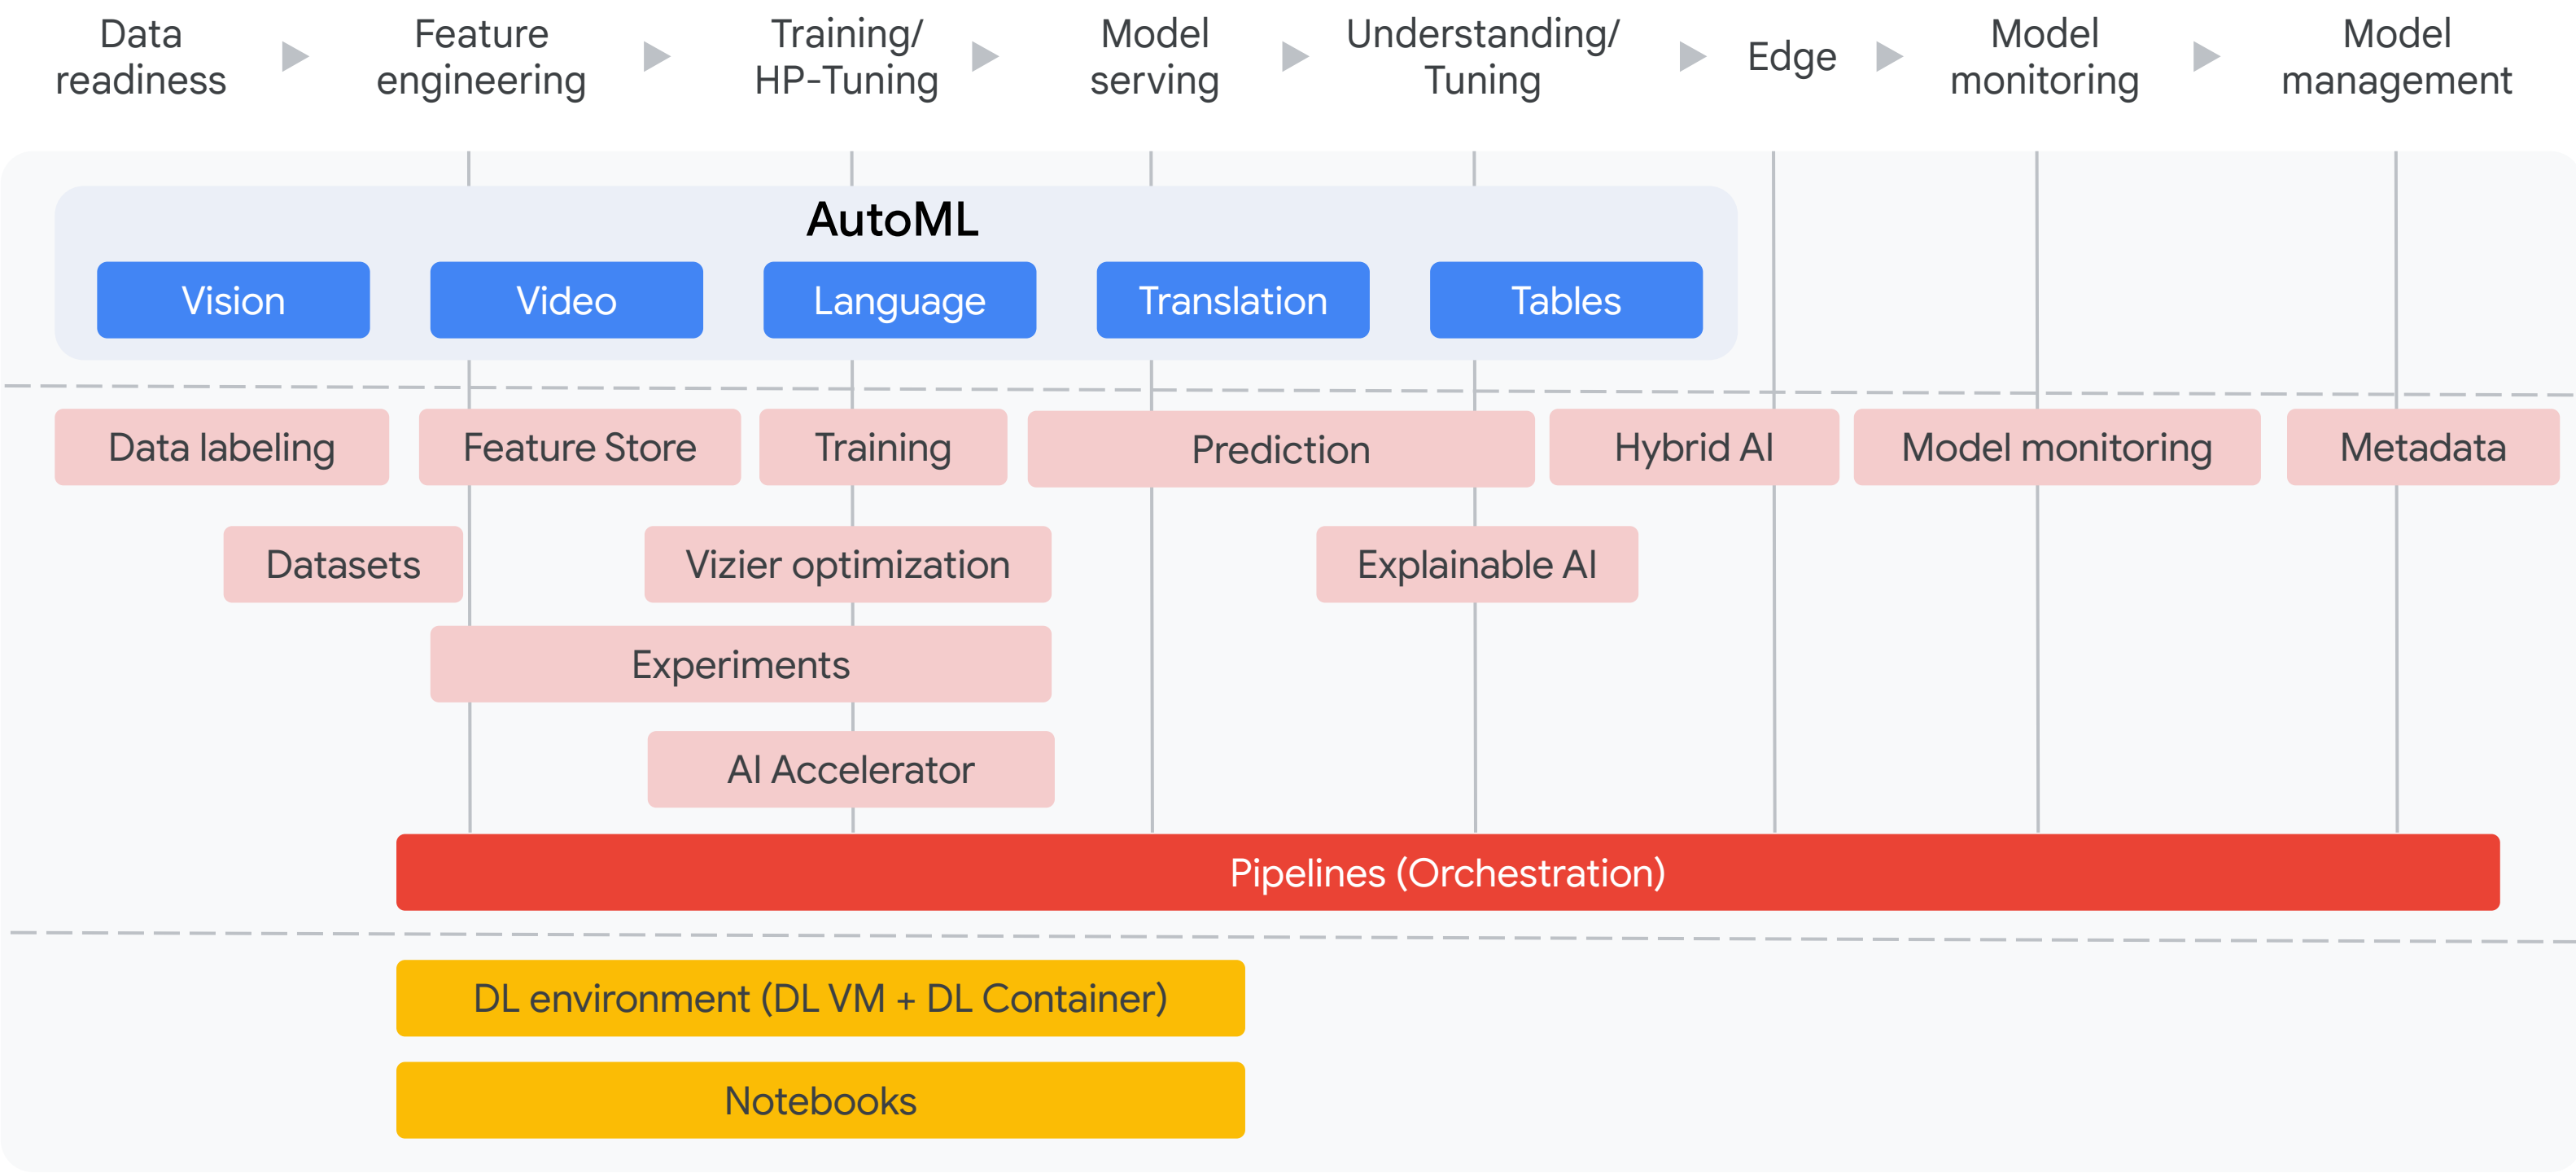 Data
readiness
Feature
engineering
Training/
HP-Tuning
Model
serving
Understanding/
Tuning
Edge
Model
monitoring
Model
management
AutoML
Vision
Video
Language
Translation
Tables
Data labeling
Feature Store
Training
Prediction
Hybrid AI
Model monitoring
Metadata
Datasets
Vizier optimization
Explainable AI
Experiments
AI Accelerator
Pipelines (Orchestration)
DL environment (DL VM + DL Container)
Notebooks